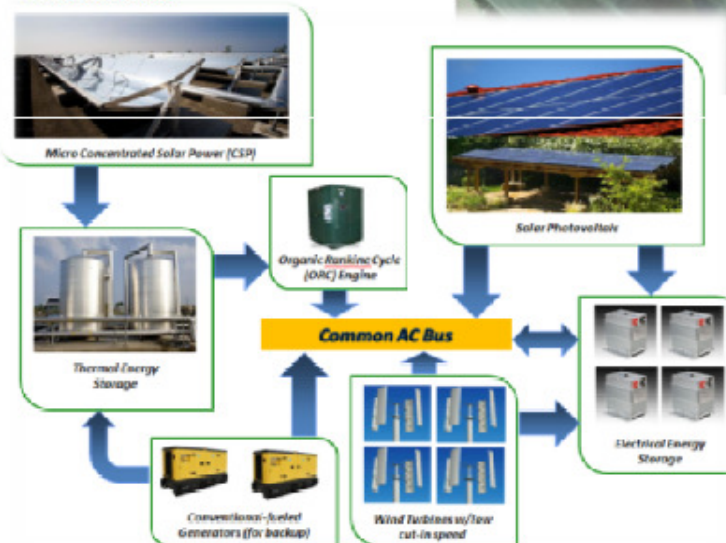 Micro Concentrated Solar Power (CSP)
Solar Photovoltais
Organic Rankine Cycle
(ORC) Engine
Common AC Bus
Thermal Energy
Storage
Electrical Energy
Storage
Conventional-fueled
Generators (for backup)
Wind Turbines w/low
cut-in speed